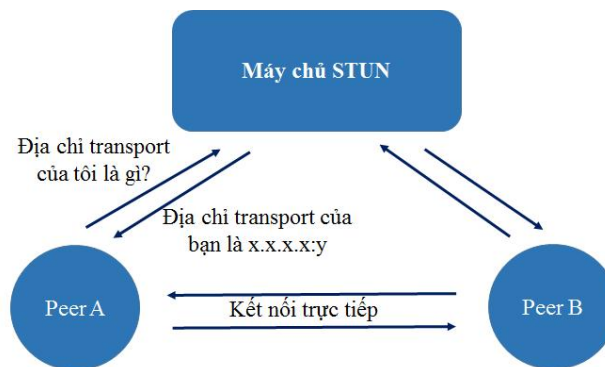 Máy chủ STUN
Địa chỉ transport
của tôi là gì?
Địa chỉ transport của
bạn là x.x.x.x:y
Peer A
Kết nối trực tiếp
Peer B